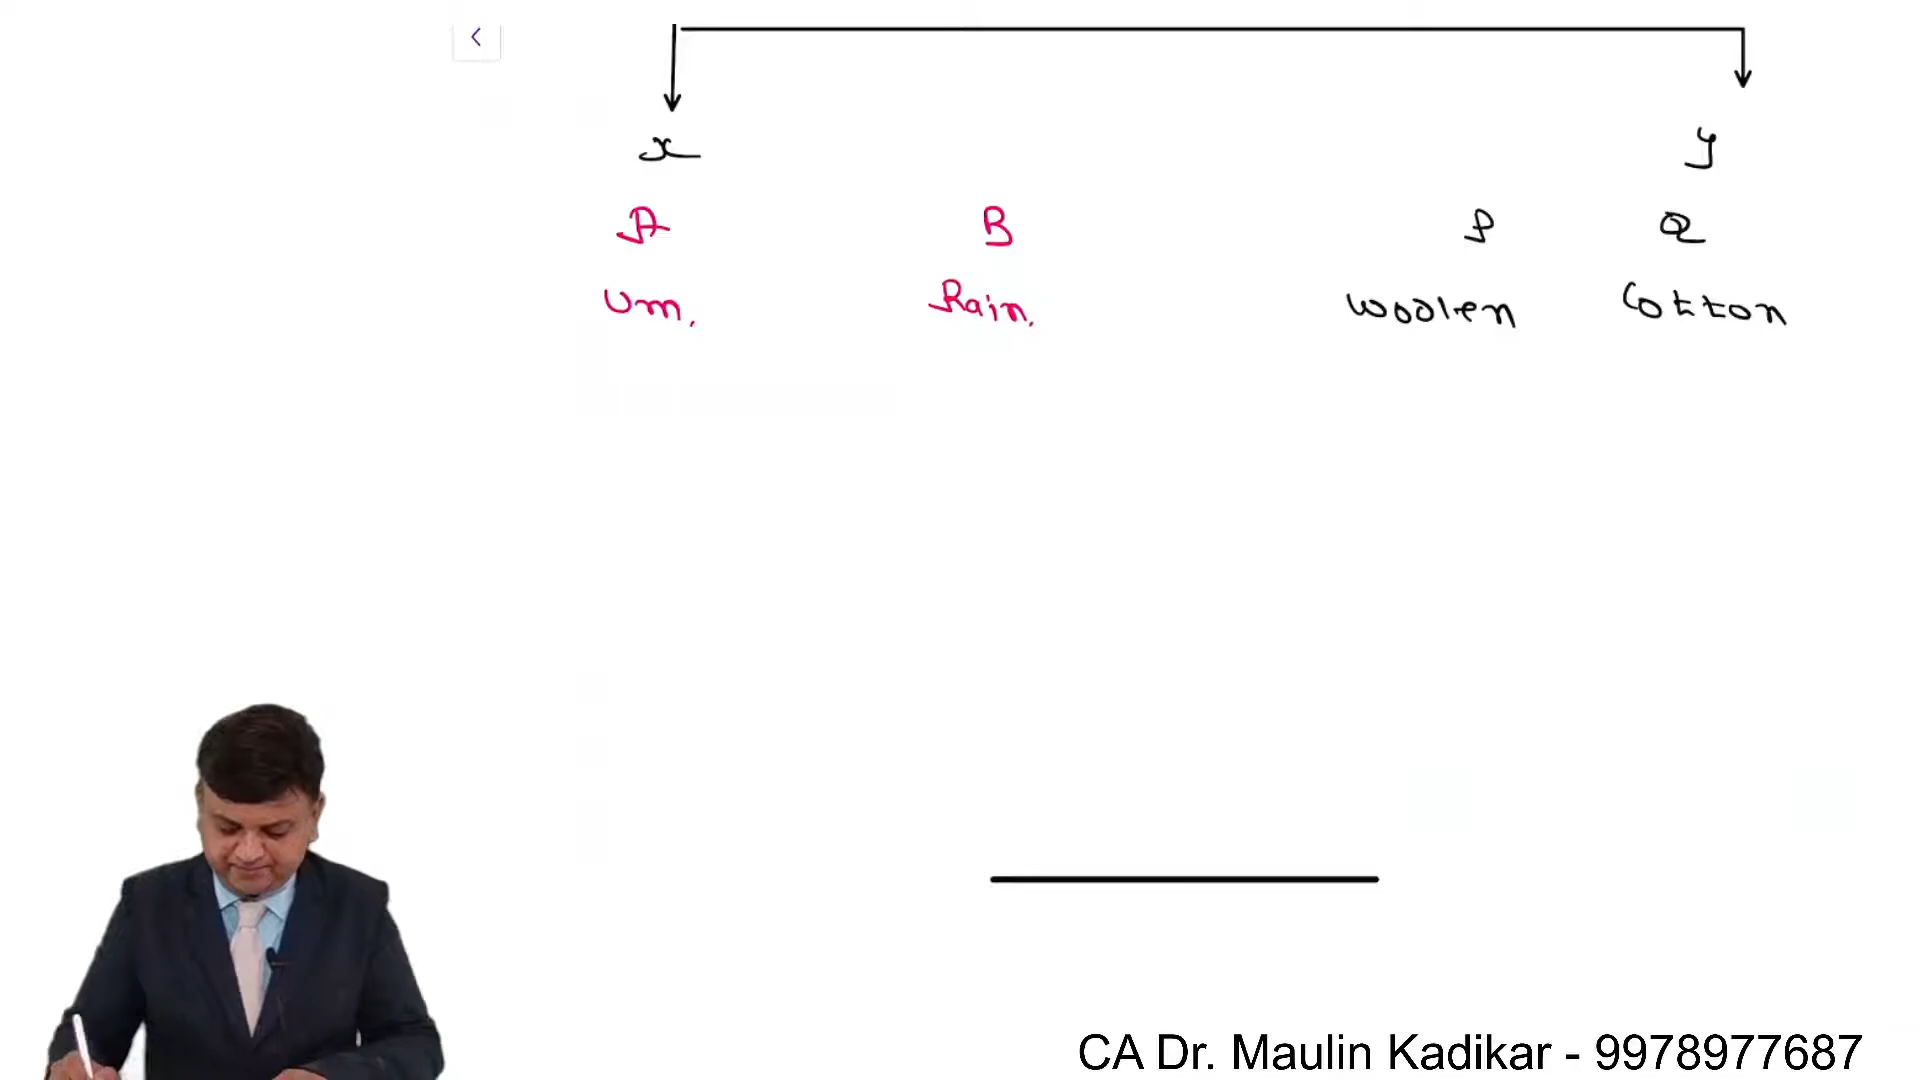 x y
A B P Q
Um. Rain. Woolen Cotton
CA Dr. Maulin Kadikar - 9978977687